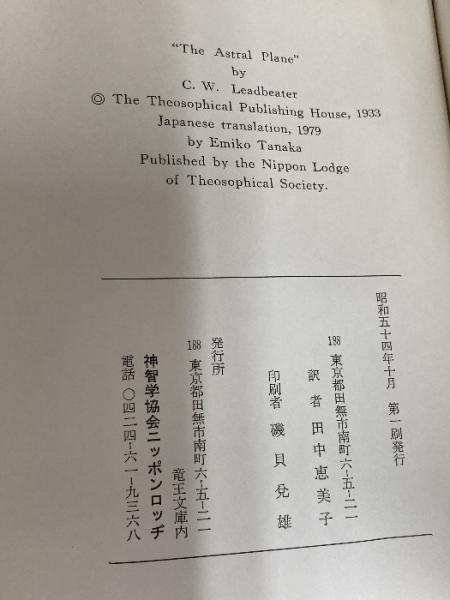 “The Astral Plane”
by
C. W. Leadbeater
◎ The Theosophical Publishing House, 1933
Japanese translation, 1979
by Emiko Tanaka
Published by the Nippon Lodge
of Theosophical Society.
昭和五十四年十月　第一刷発行
198 東京都田無市南町六-五-二一
訳者 田中恵美子
印刷者 磯貝兌雄
発行所
188 東京都田無市南町六-五-二一
竜王文庫内
神智学協会ニッポンロッヂ
電話 〇四二四-六一-九三六八